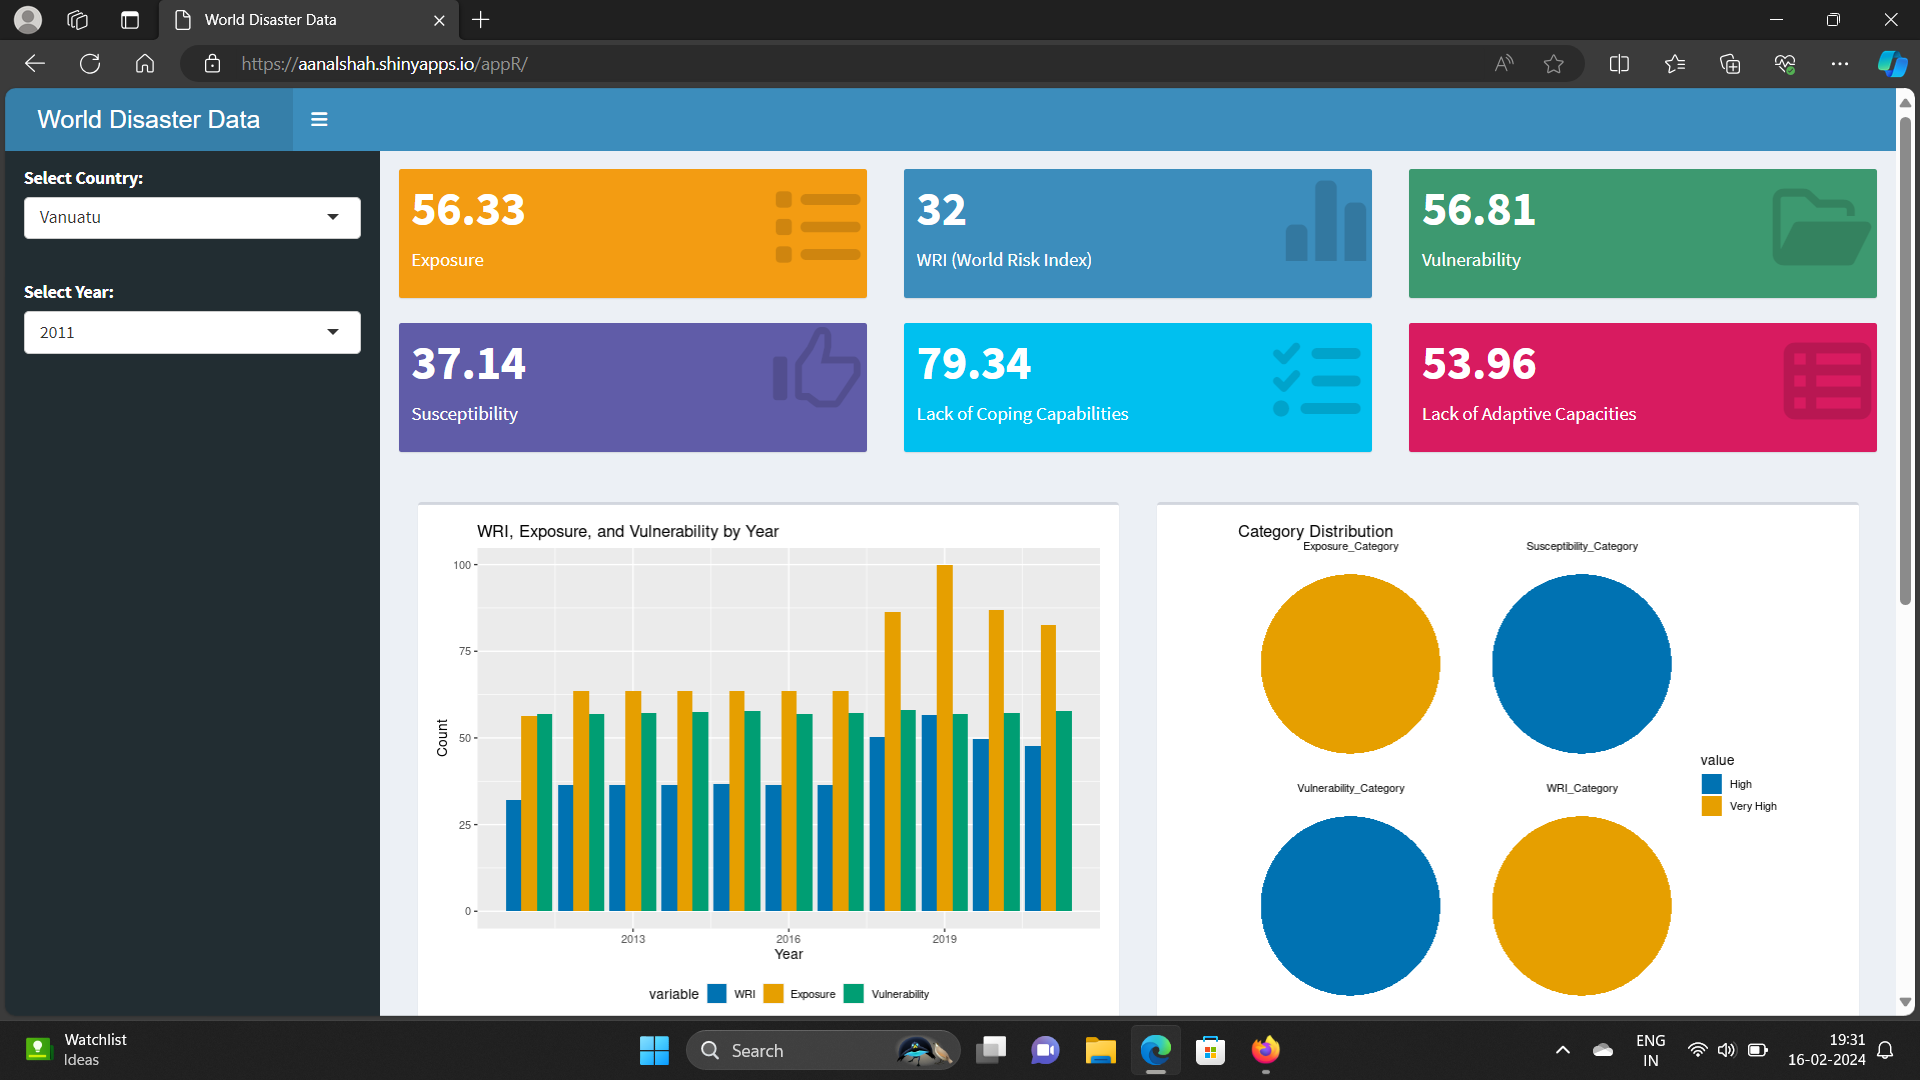 World Disaster Data
https://aanalshah.shinyapps.io/appR/
World Disaster Data
Select Country:
Vanuatu
Select Year:
2011
56.33
Exposure
32
WRI (World Risk Index)
56.81
Vulnerability
37.14
Susceptibility
79.34
Lack of Coping Capabilities
53.96
Lack of Adaptive Capacities
WRI, Exposure, and Vulnerability by Year
100
75
50
25
0
Count
2013 2016 2019
Year
variable WRI Exposure Vulnerability
Category Distribution
Exposure_Category Susceptibility_Category
Vulnerability_Category WRI_Category
value
High
Very High
Watchlist
Ideas
Search
ENG
IN
19:31
16-02-2024